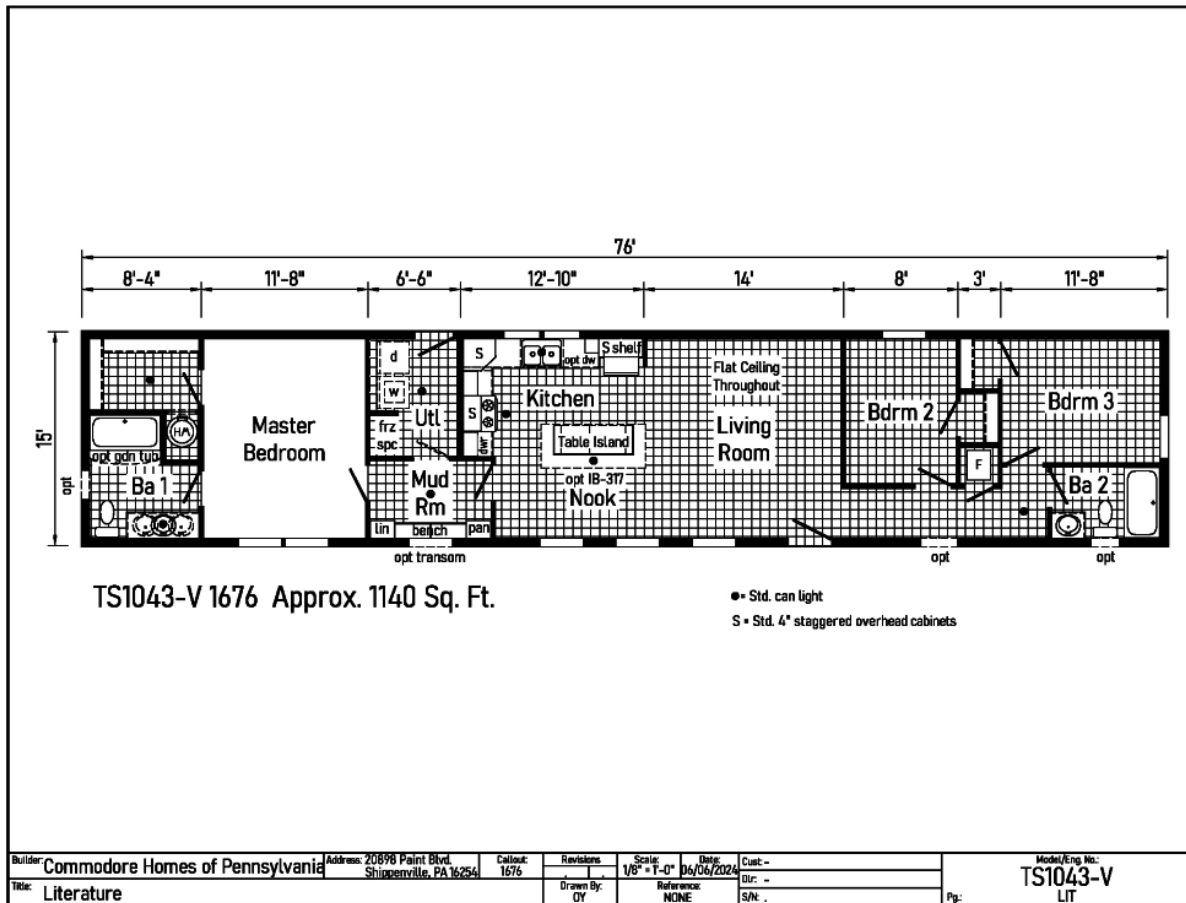 76'
8'-4" 11'-8" 6'-6" 12'-10" 14' 8' 3' 11'-8"
15'
S
opt dw
S shelf
d
w
Flat Ceiling
Throughout
Kitchen
Utl
S
dwr
frz
spc
HW
opt gdn tub
Master
Bedroom
Table Island
Living
Room
Bdrm 2
Bdrm 3
opt IB-317
Nook
F
opt
Ba 1
Mud
Rm
Ba 2
lin
bench
pan
opt transom
opt
opt
TS1043-V 1676 Approx. 1140 Sq. Ft.
●= Std. can light
S = Std. 4" staggered overhead cabinets
Builder: Commodore Homes of Pennsylvania
Address: 20898 Paint Blvd.
Shippenville, PA 16254
Callout:
1676
Revisions
Scale:
1/8" = 1'-0"
Date:
06/06/2024
Cust: -
Dlr: -
S/N: .
Model/Eng. No.:
TS1043-V
Title: Literature
Drawn By:
OY
Reference:
NONE
Pg.: LIT